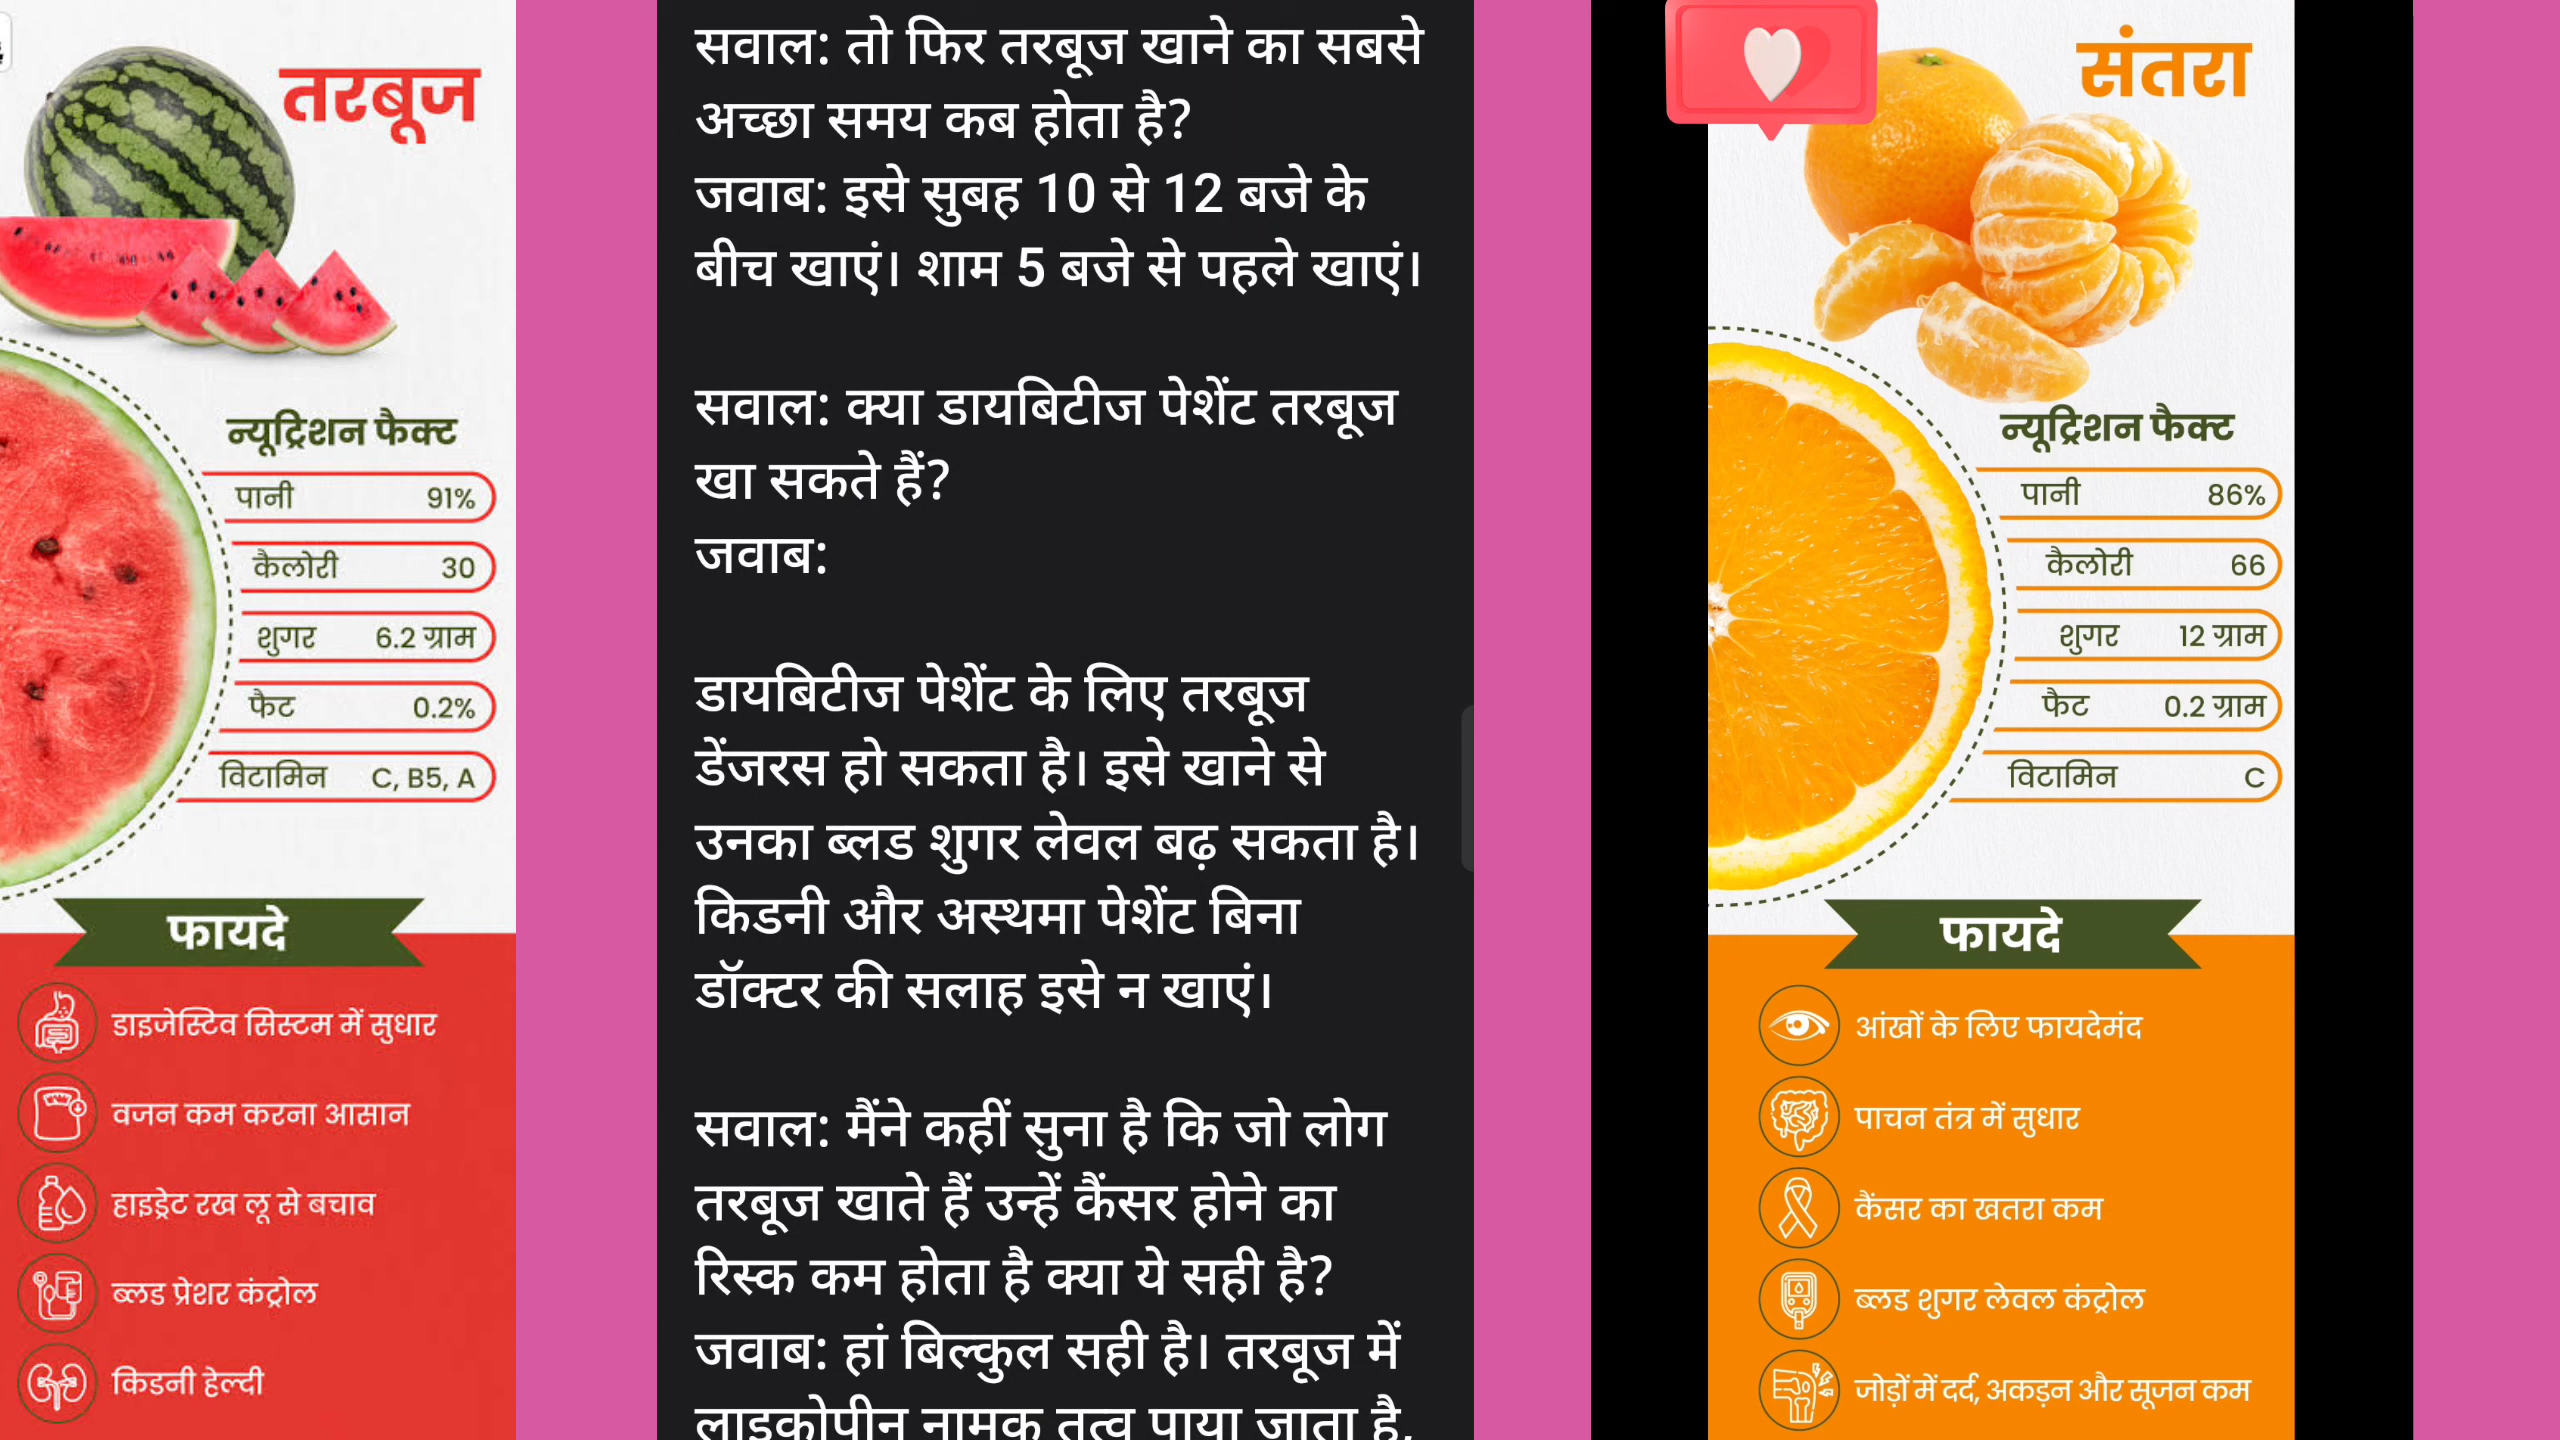 तरबूज
न्यूट्रिशन फैक्ट
पानी 91%
कैलोरी 30
शुगर 6.2 ग्राम
फैट 0.2%
विटामिन C, B5, A
फायदे
डाइजेस्टिव सिस्टम में सुधार
वजन कम करना आसान
हाइड्रेट रख लू से बचाव
ब्लड प्रेशर कंट्रोल
किडनी हेल्दी
सवाल: तो फिर तरबूज खाने का सबसे
अच्छा समय कब होता है?
जवाब: इसे सुबह 10 से 12 बजे के
बीच खाएं। शाम 5 बजे से पहले खाएं।
सवाल: क्या डायबिटीज पेशेंट तरबूज
खा सकते हैं?
जवाब:
डायबिटीज पेशेंट के लिए तरबूज
डेंजरस हो सकता है। इसे खाने से
उनका ब्लड शुगर लेवल बढ़ सकता है।
किडनी और अस्थमा पेशेंट बिना
डॉक्टर की सलाह इसे न खाएं।
सवाल: मैंने कहीं सुना है कि जो लोग
तरबूज खाते हैं उन्हें कैंसर होने का
रिस्क कम होता है क्या ये सही है?
जवाब: हां बिल्कुल सही है। तरबूज में
लाइकोपीन नामक तत्व पाया जाता है,
संतरा
न्यूट्रिशन फैक्ट
पानी 86%
कैलोरी 66
शुगर 12 ग्राम
फैट 0.2 ग्राम
विटामिन C
फायदे
आंखों के लिए फायदेमंद
पाचन तंत्र में सुधार
कैंसर का खतरा कम
ब्लड शुगर लेवल कंट्रोल
जोड़ों में दर्द, अकड़न और सूजन कम